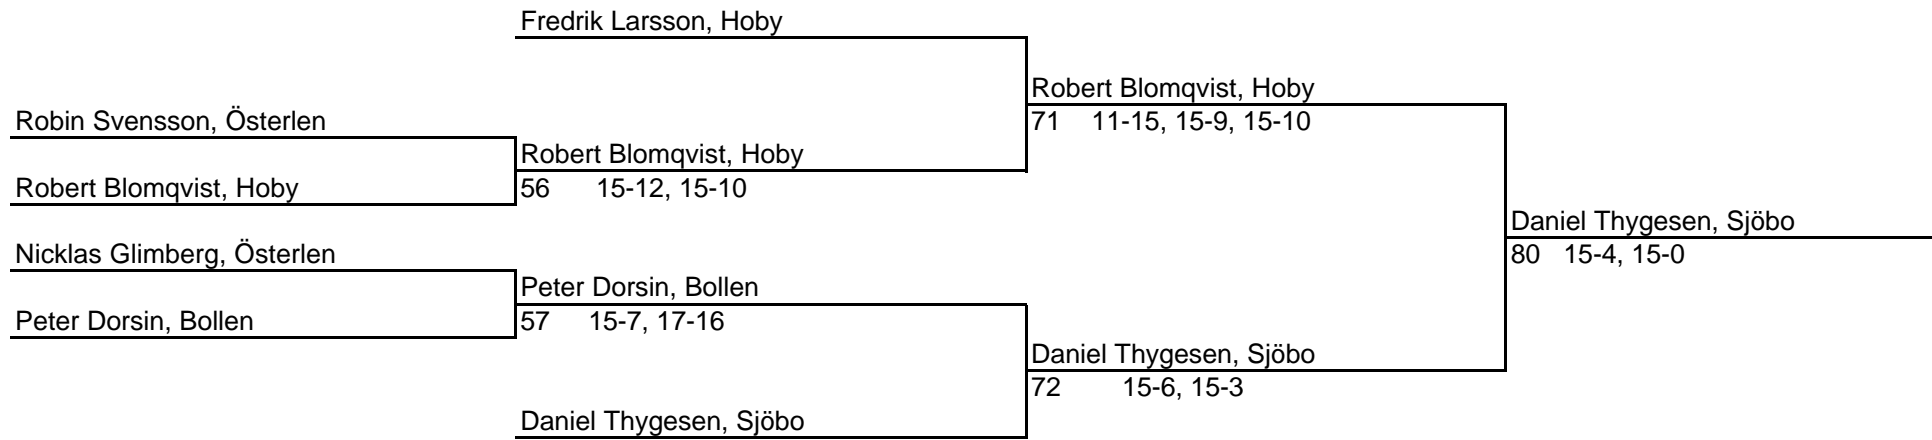 Fredrik Larsson, Hoby
Robert Blomqvist, Hoby
Robin Svensson, Österlen
71 11-15, 15-9, 15-10
Robert Blomqvist, Hoby
Robert Blomqvist, Hoby
56 15-12, 15-10
Daniel Thygesen, Sjöbo
Nicklas Glimberg, Österlen
80 15-4, 15-0
Peter Dorsin, Bollen
Peter Dorsin, Bollen
57 15-7, 17-16
Daniel Thygesen, Sjöbo
72 15-6, 15-3
Daniel Thygesen, Sjöbo